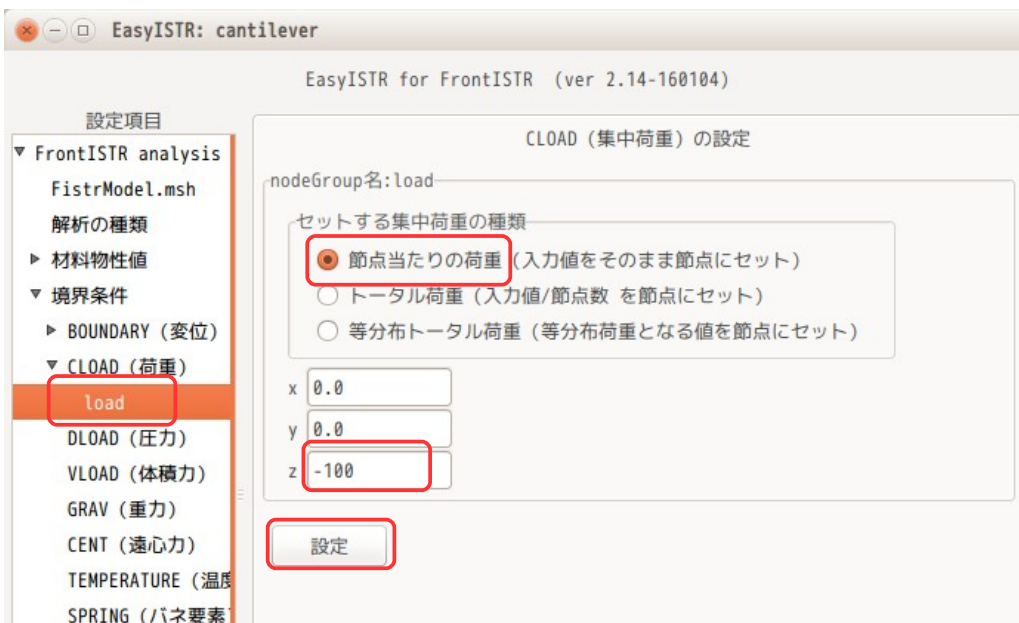 EasyISTR: cantilever
EasyISTR for FrontISTR (ver 2.14-160104)
設定項目
FrontISTR analysis
FistrModel.msh
解析の種類
材料物性値
境界条件
BOUNDARY (変位)
CLOAD (荷重)
load
DLOAD (圧力)
VLOAD (体積力)
GRAV (重力)
CENT (遠心力)
TEMPERATURE (温度
SPRING (バネ要素
CLOAD (集中荷重) の設定
nodeGroup名:load
セットする集中荷重の種類
節点当たりの荷重 (入力値をそのまま節点にセット)
トータル荷重 (入力値/節点数 を節点にセット)
等分布トータル荷重 (等分布荷重となる値を節点にセット)
x 0.0
y 0.0
z -100
設定